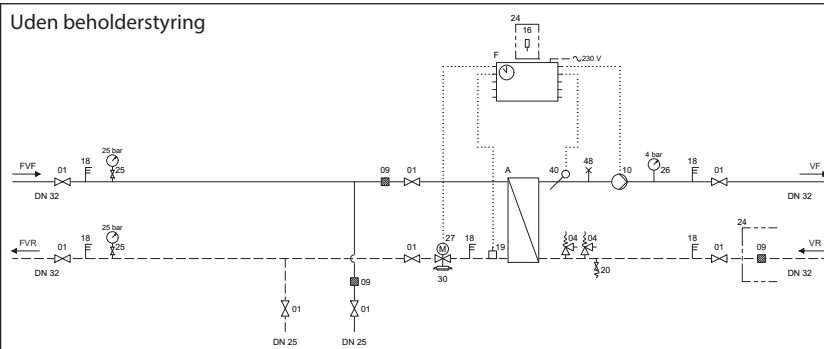 Uden beholderstyring
24
16
F
230 V
25 bar
FVF
01
18
25
09
01
A
40
48
10
4 bar
26
18
01
VF
DN 32
DN 32
25 bar
FVR
01
18
25
01
27
M
30
18
19
04
04
20
18
01
24
09
VR
DN 32
DN 32
09
01
01
DN 25
DN 25